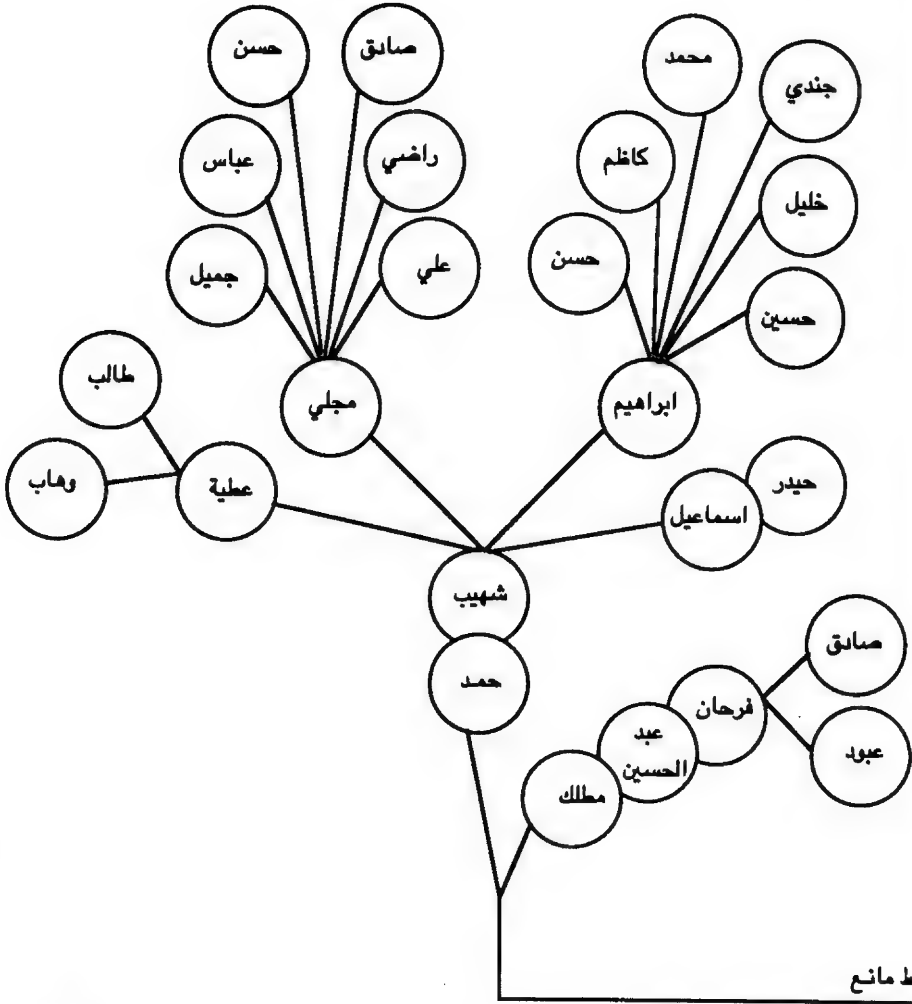 صادق
حسن
محمد
جندي
راضي
عباس
كاظم
خليل
علي
جميل
حسن
حسين
طالب
مجلي
ابراهيم
وهاب
عطية
حيدر
اسماعيل
شهيب
حمد
صادق
فرحان
عبد
الحسين
عبود
مطلك
مانع